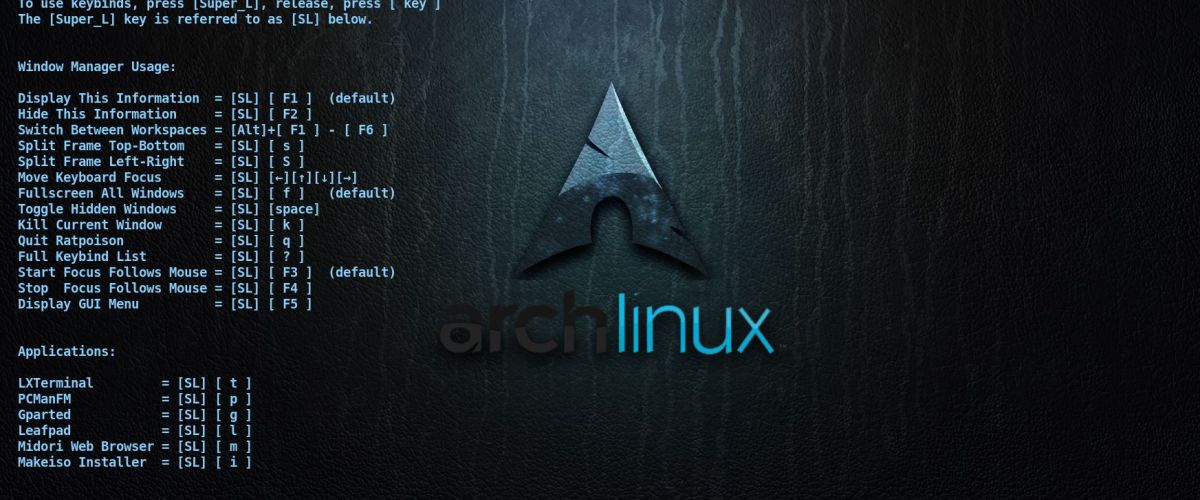 To use keybinds, press [Super_L], release, press [ key ]
The [Super_L] key is referred to as [SL] below.
Window Manager Usage:
Display This Information  = [SL] [ F1 ]  (default)
Hide This Information     = [SL] [ F2 ]
Switch Between Workspaces = [Alt]+[ F1 ] - [ F6 ]
Split Frame Top-Bottom    = [SL] [ s ]
Split Frame Left-Right    = [SL] [ S ]
Move Keyboard Focus       = [SL] [←][↑][↓][→]
Fullscreen All Windows    = [SL] [ f ]   (default)
Toggle Hidden Windows     = [SL] [space]
Kill Current Window       = [SL] [ k ]
Quit Ratpoison            = [SL] [ q ]
Full Keybind List         = [SL] [ ? ]
Start Focus Follows Mouse = [SL] [ F3 ]  (default)
Stop  Focus Follows Mouse = [SL] [ F4 ]
Display GUI Menu          = [SL] [ F5 ]
Applications:
LXTerminal         = [SL] [ t ]
PCManFM            = [SL] [ p ]
Gparted            = [SL] [ g ]
Leafpad            = [SL] [ l ]
Midori Web Browser = [SL] [ m ]
Makeiso Installer  = [SL] [ i ]
archlinux